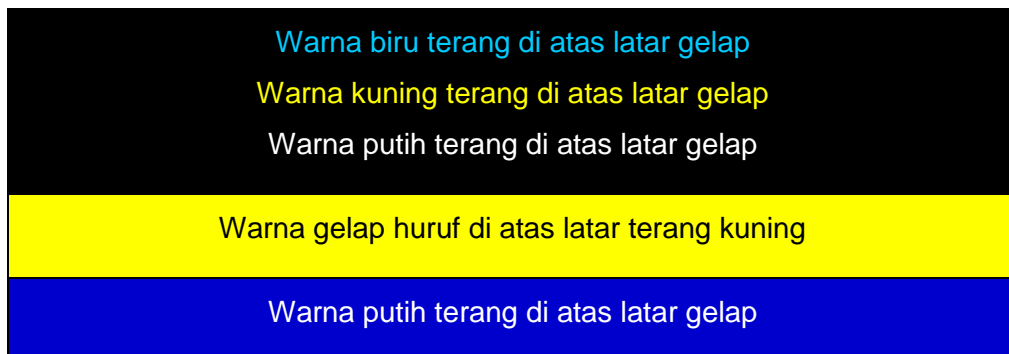 Warna biru terang di atas latar gelap
Warna kuning terang di atas latar gelap
Warna putih terang di atas latar gelap
Warna gelap huruf di atas latar terang kuning
Warna putih terang di atas latar gelap